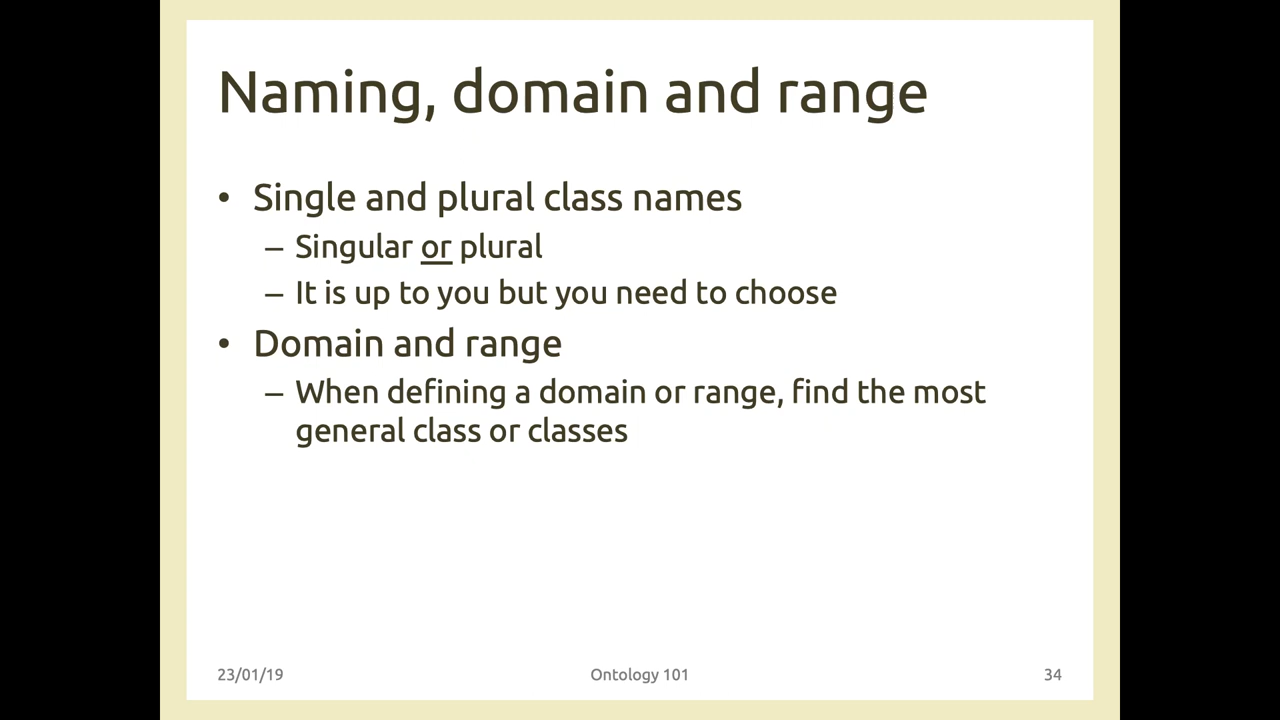 Naming, domain and range
• Single and plural class names
– Singular or plural
– It is up to you but you need to choose
• Domain and range
– When defining a domain or range, find the most
general class or classes
23/01/19 Ontology 101 34